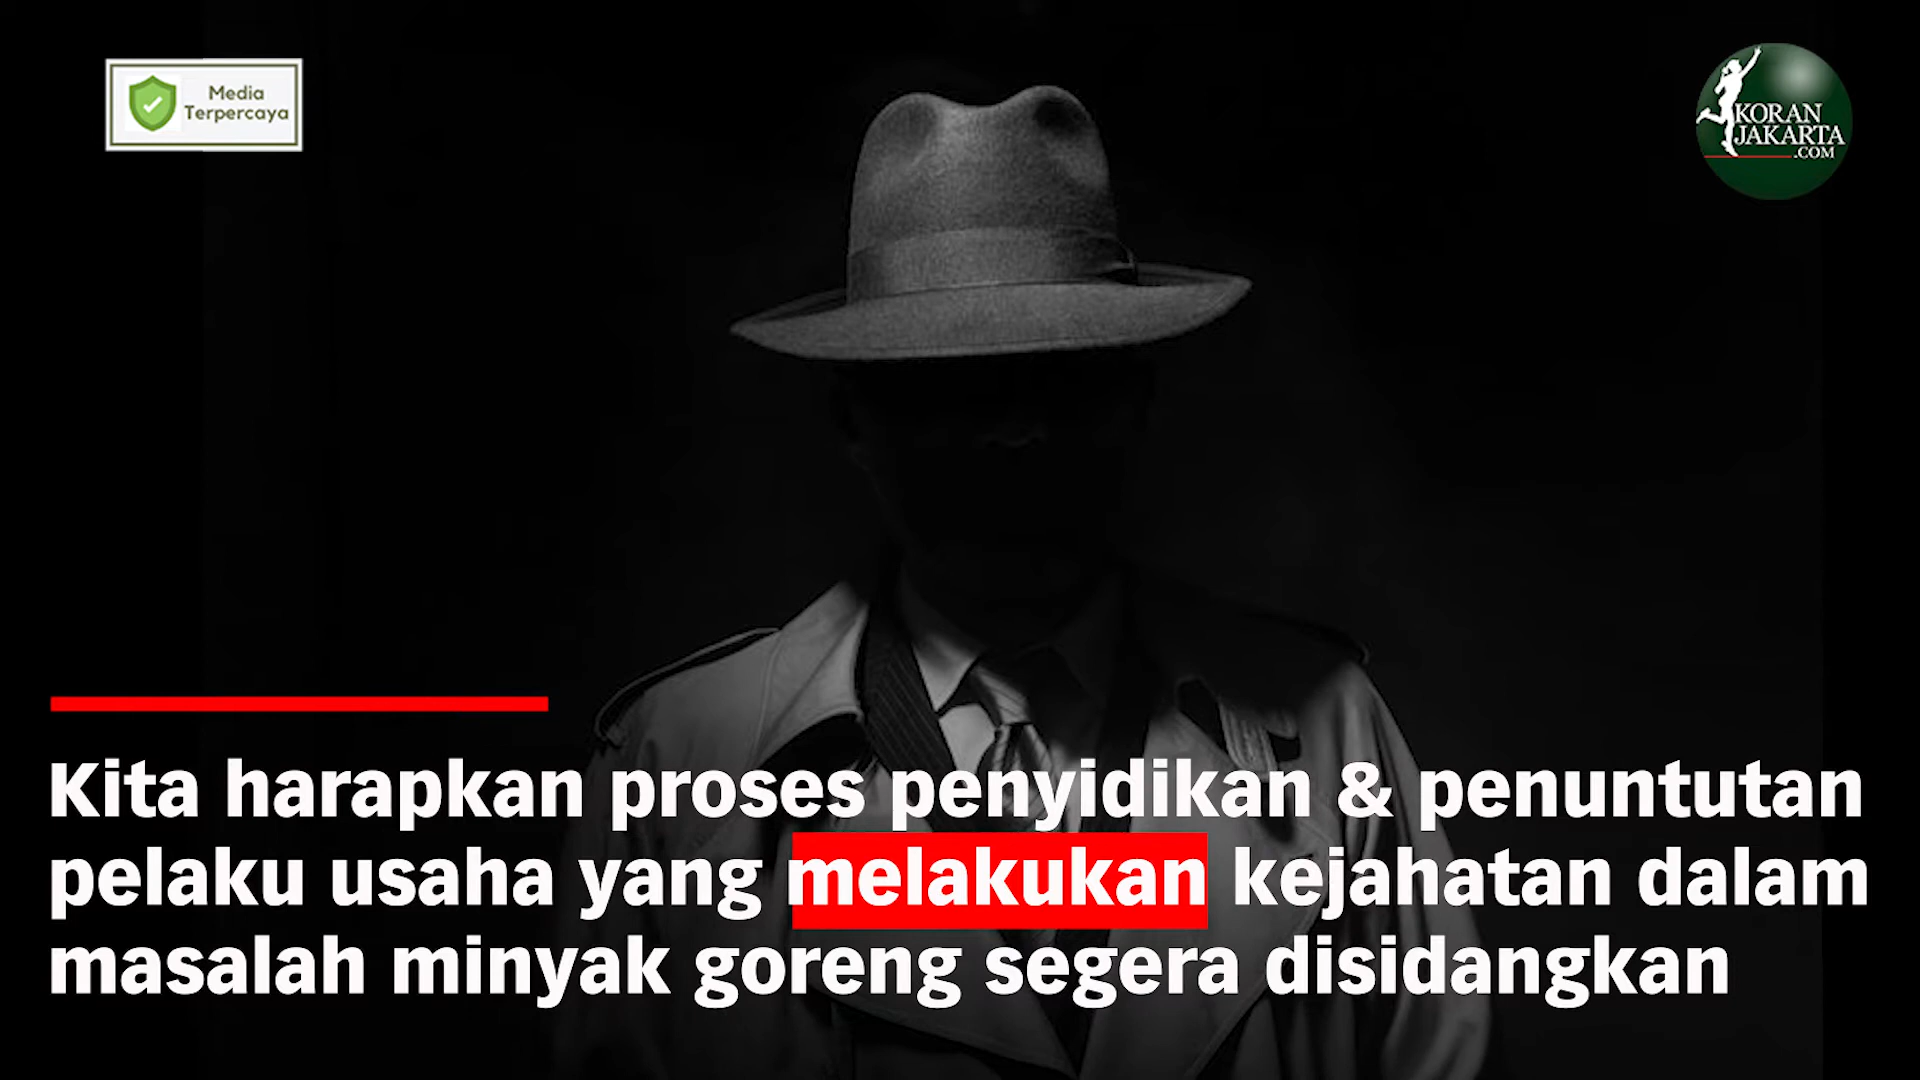 Media
Terpercaya
KORAN
JAKARTA
.COM
Kita harapkan proses penyidikan & penuntutan
pelaku usaha yang melakukan kejahatan dalam
masalah minyak goreng segera disidangkan